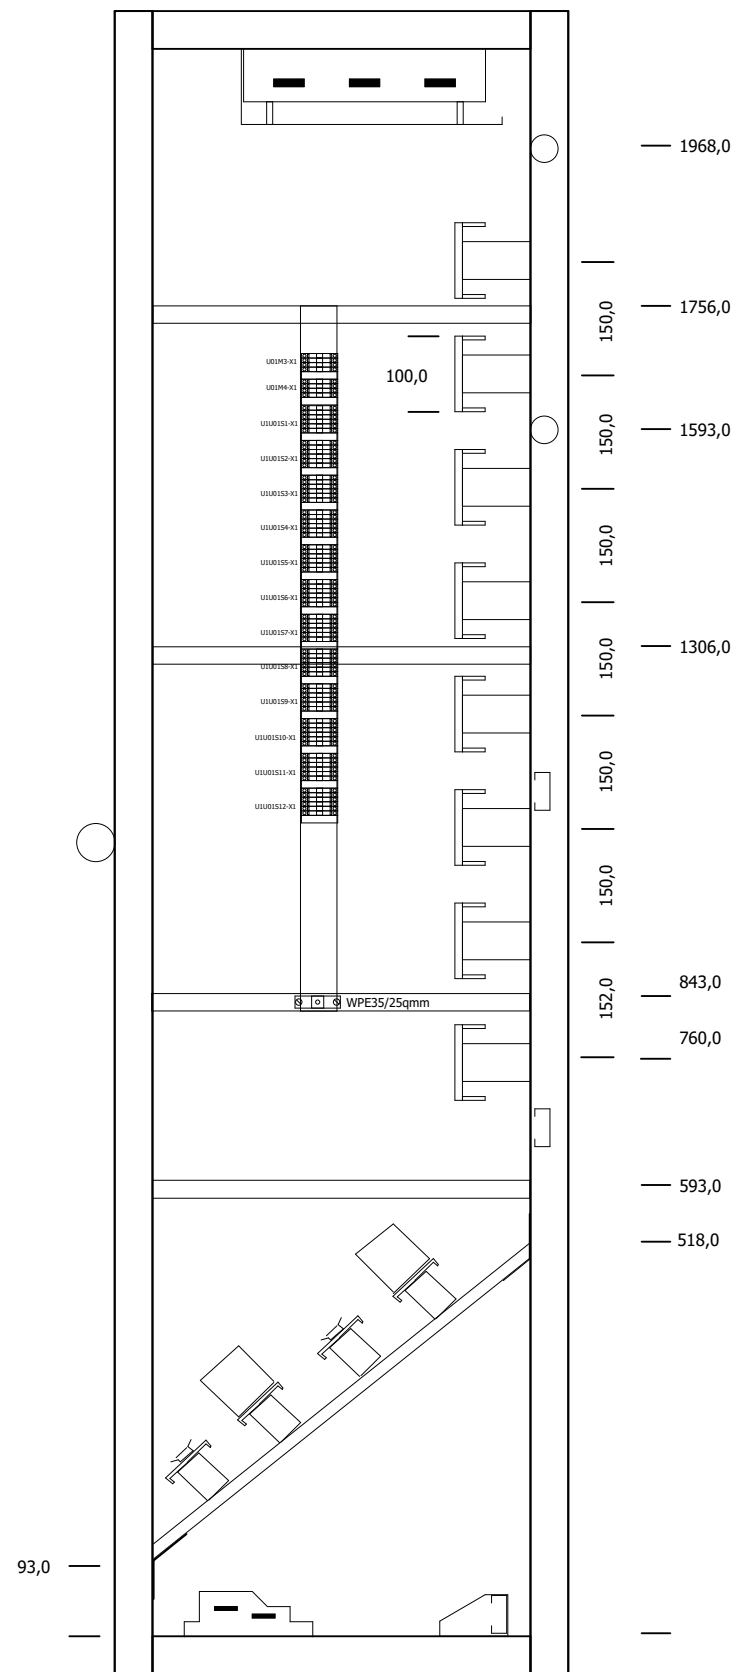 1968,0
1756,0
150,0
U01M3-X1
100,0
U01M4-X1
U1U01S1-X1
150,0
1593,0
U1U01S2-X1
U1U01S3-X1
U1U01S4-X1
150,0
U1U01S5-X1
U1U01S6-X1
U1U01S7-X1
150,0
1306,0
U1U01S8-X1
U1U01S9-X1
U1U01S10-X1
150,0
U1U01S11-X1
U1U01S12-X1
150,0
843,0
WPE35/25qmm
152,0
760,0
593,0
518,0
93,0